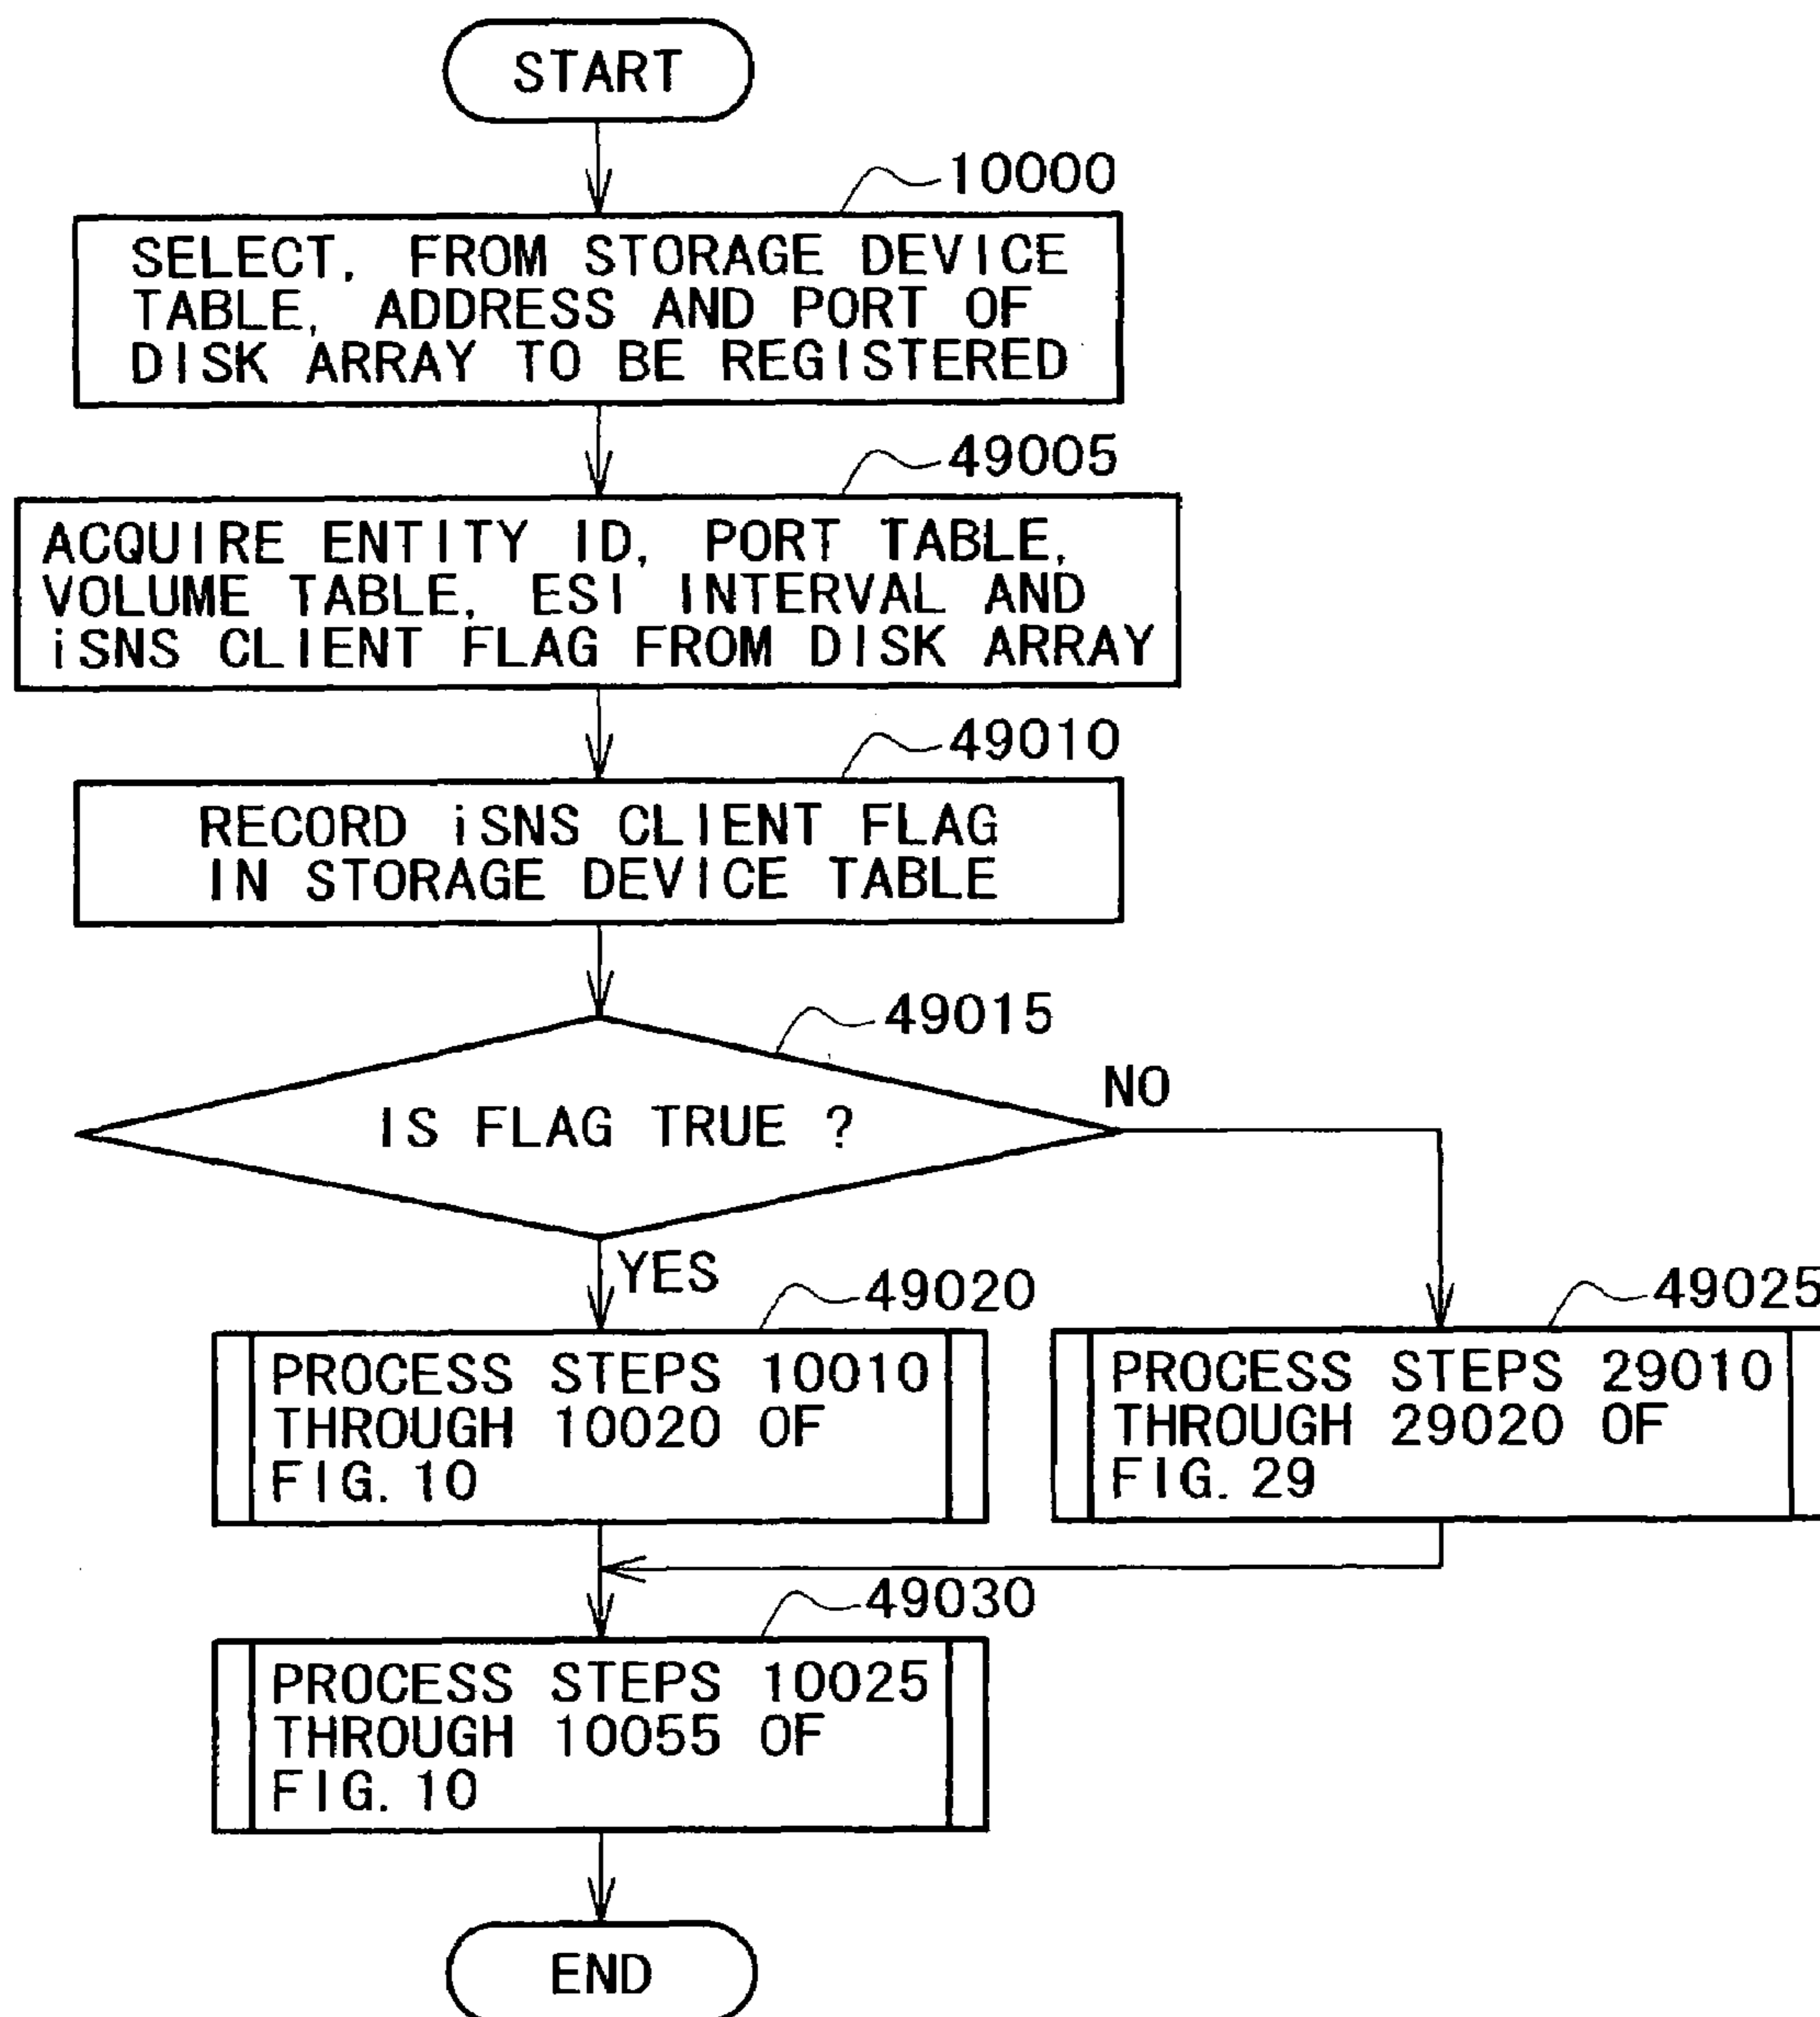 START
10000
SELECT, FROM STORAGE DEVICE
TABLE, ADDRESS AND PORT OF
DISK ARRAY TO BE REGISTERED
49005
ACQUIRE ENTITY ID, PORT TABLE,
VOLUME TABLE, ESI INTERVAL AND
iSNS CLIENT FLAG FROM DISK ARRAY
49010
RECORD iSNS CLIENT FLAG
IN STORAGE DEVICE TABLE
49015
IS FLAG TRUE ?
NO
YES
49020
PROCESS STEPS 10010
THROUGH 10020 OF
FIG. 10
49025
PROCESS STEPS 29010
THROUGH 29020 OF
FIG. 29
49030
PROCESS STEPS 10025
THROUGH 10055 OF
FIG. 10
END